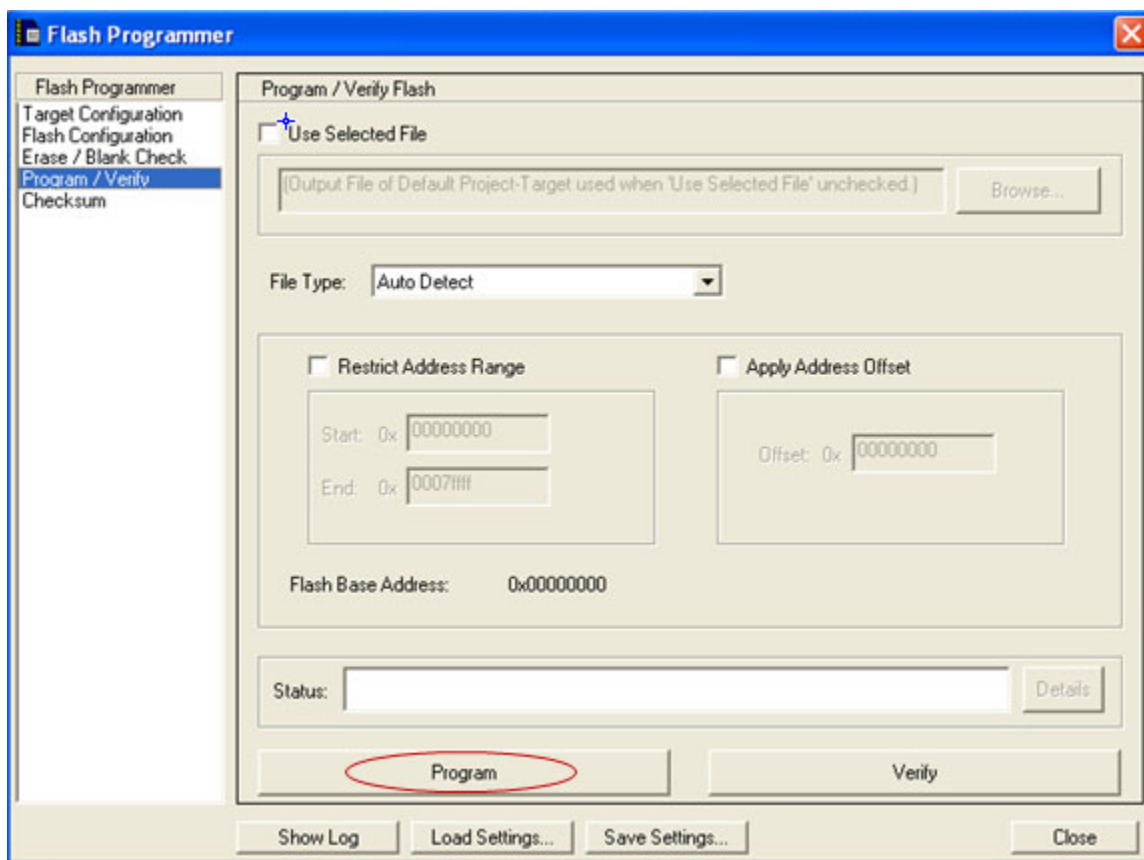 Flash Programmer
Flash Programmer
Target Configuration
Flash Configuration
Erase / Blank Check
Program / Verify
Checksum
Program / Verify Flash
Use Selected File
(Output File of Default Project-Target used when 'Use Selected File' unchecked.)
Browse...
File Type: Auto Detect
Restrict Address Range
Start: 0x 00000000
End: 0x 0007ffff
Apply Address Offset
Offset: 0x 00000000
Flash Base Address: 0x00000000
Status:
Details
Program
Verify
Show Log
Load Settings...
Save Settings...
Close